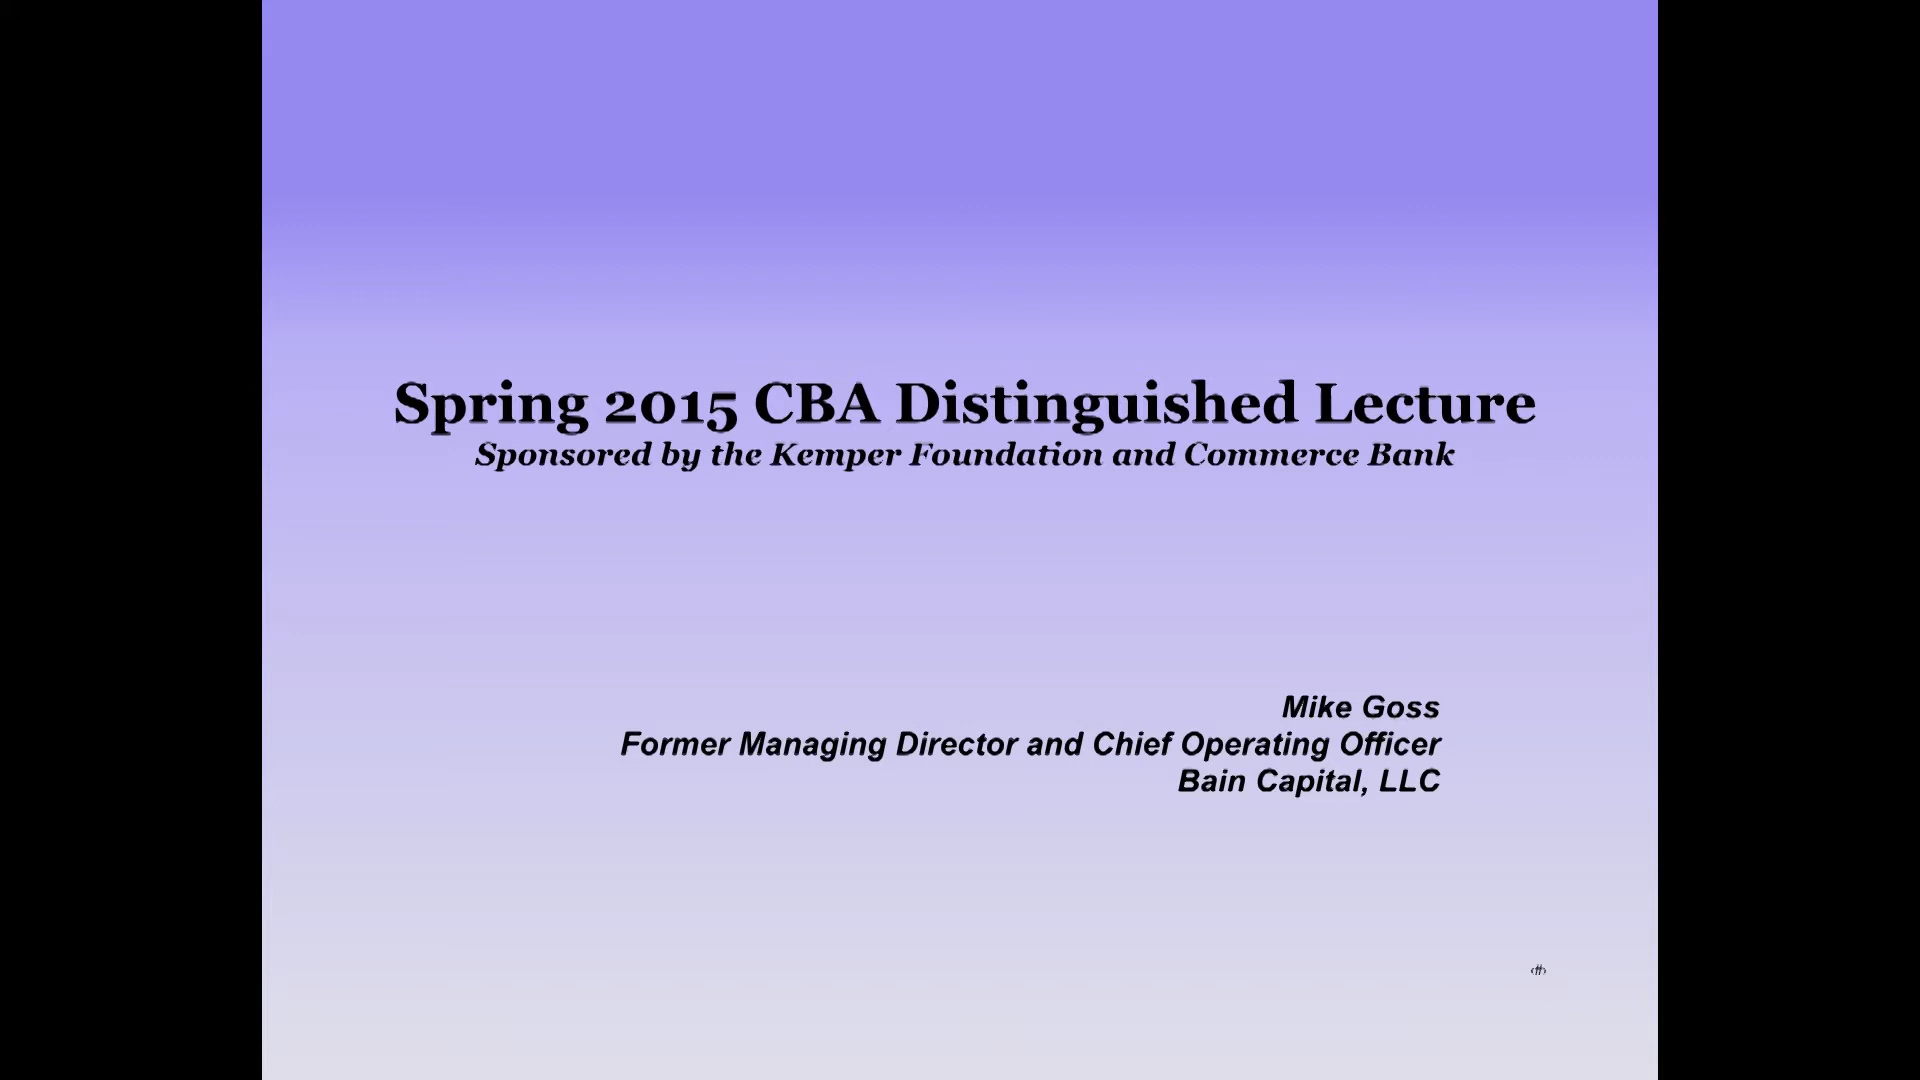 Spring 2015 CBA Distinguished Lecture
Sponsored by the Kemper Foundation and Commerce Bank
Mike Goss
Former Managing Director and Chief Operating Officer
Bain Capital, LLC
‹#›